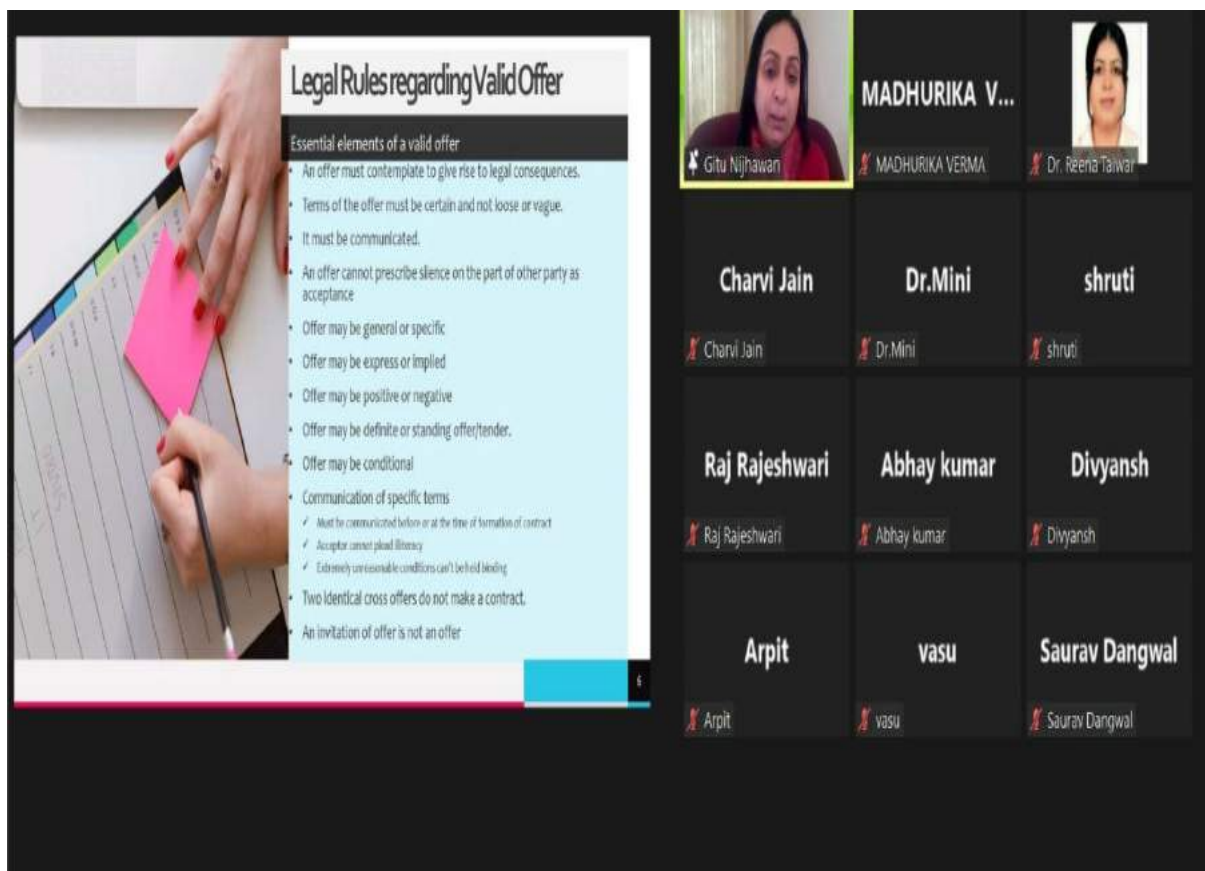 Legal Rules regarding Valid Offer
Essential elements of a valid offer
• An offer must contemplate to give rise to legal consequences.
• Terms of the offer must be certain and not loose or vague.
• It must be communicated.
• An offer cannot prescribe silence on the part of other party as
acceptance
• Offer may be general or specific
• Offer may be express or implied
• Offer may be positive or negative
• Offer may be definite or standing offer/tender.
• Offer may be conditional
• Communication of specific terms
✓ Must be communicated before or at the time of formation of contract
✓ Acceptor cannot plead illiteracy
✓ Extremely unreasonable conditions can't be held binding
• Two identical cross offers do not make a contract.
• An invitation of offer is not an offer
6
Gitu Nijhawan
MADHURIKA V...
MADHURIKA VERMA
Dr. Reena Talwar
Charvi Jain
Charvi Jain
Dr.Mini
Dr.Mini
shruti
shruti
Raj Rajeshwari
Raj Rajeshwari
Abhay kumar
Abhay kumar
Divyansh
Divyansh
Arpit
Arpit
vasu
vasu
Saurav Dangwal
Saurav Dangwal